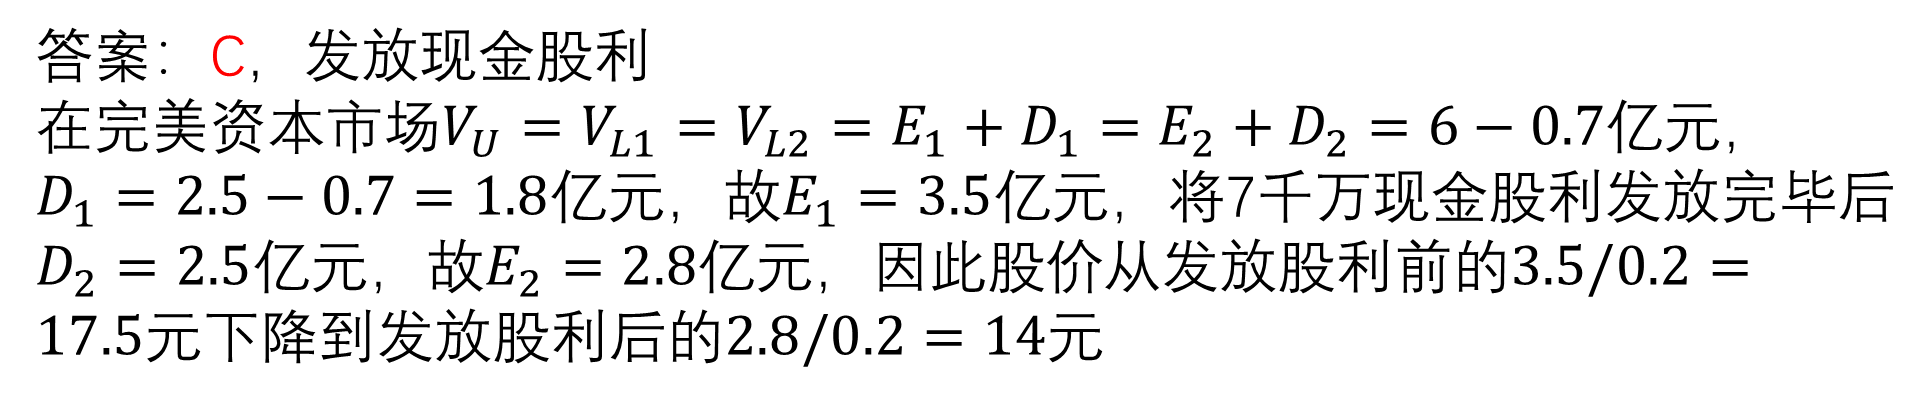 答案：C，发放现金股利
在完美资本市场V_U = V_{L1} = V_{L2} = E_1 + D_1 = E_2 + D_2 = 6 − 0.7亿元，
D_1 = 2.5 − 0.7 = 1.8亿元，故E_1 = 3.5亿元，将7千万现金股利发放完毕后
D_2 = 2.5亿元，故E_2 = 2.8亿元，因此股价从发放股利前的3.5/0.2 =
17.5元下降到发放股利后的2.8/0.2 = 14元